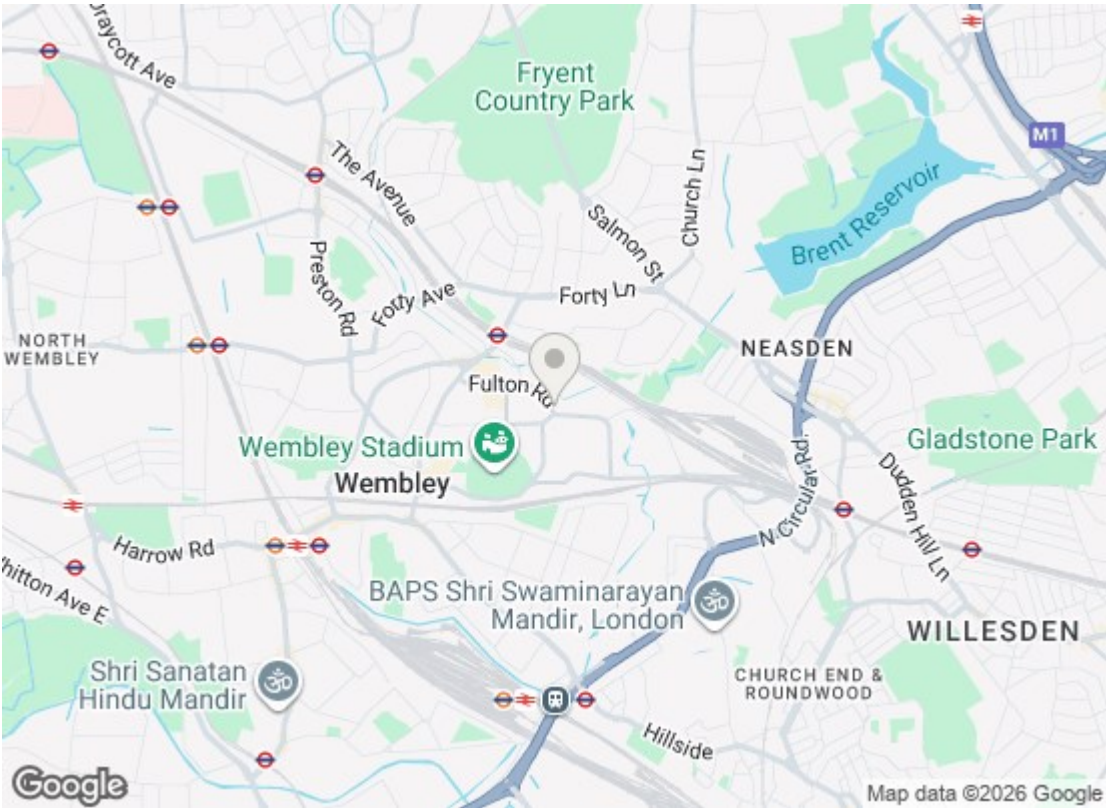 Draycott Ave
Fryent
Country Park
M1
The Avenue
Church Ln
Brent Reservoir
Salmon St
Preston Rd
Forty Ave
Forty Ln
NORTH
WEMBLEY
NEASDEN
Fulton Rd
Wembley Stadium
Gladstone Park
Wembley
Dudden Hill Ln
N Circular Rd.
Harrow Rd
Whitton Ave E
BAPS Shri Swaminarayan
Mandir, London
WILLESDEN
Shri Sanatan
Hindu Mandir
CHURCH END &
ROUNDWOOD
Hillside
Google
Map data ©2026 Google